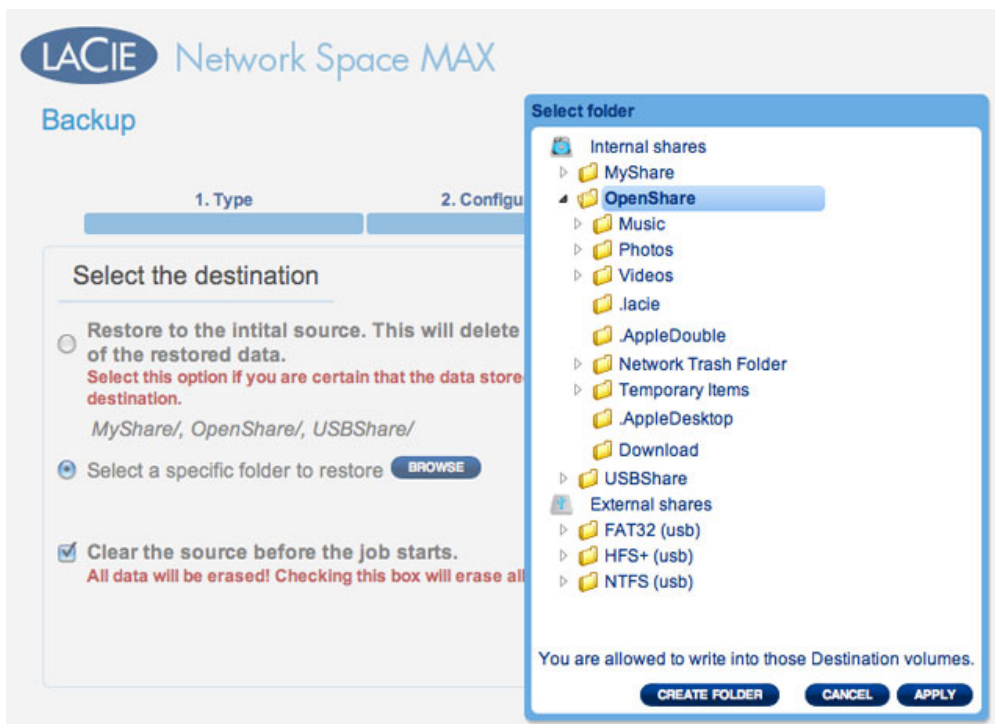 LACIE Network Space MAX
Backup
1. Type
2. Configu
Select the destination
Restore to the intital source. This will delete
of the restored data.
Select this option if you are certain that the data store
destination.
MyShare/, OpenShare/, USBShare/
Select a specific folder to restore BROWSE
Clear the source before the job starts.
All data will be erased! Checking this box will erase all
Select folder
Internal shares
MyShare
OpenShare
Music
Photos
Videos
.lacie
.AppleDouble
Network Trash Folder
Temporary Items
.AppleDesktop
Download
USBShare
External shares
FAT32 (usb)
HFS+ (usb)
NTFS (usb)
You are allowed to write into those Destination volumes.
CREATE FOLDER CANCEL APPLY